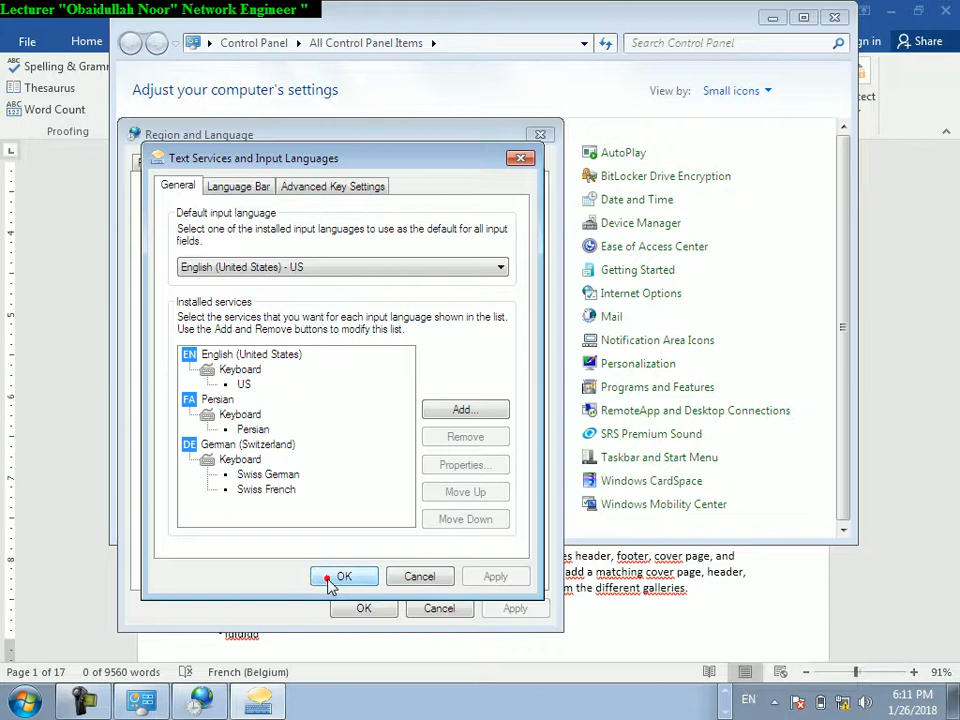 Lecturer "Obaidullah Noor" Network Engineer "
File
Home
Share
Spelling & Gramm
Thesaurus
Word Count
Proofing
Control Panel
All Control Panel Items
Search Control Panel
Adjust your computer's settings
View by:
Small icons
Region and Language
Text Services and Input Languages
General
Language Bar
Advanced Key Settings
Default input language
Select one of the installed input languages to use as the default for all input
fields.
English (United States) - US
Installed services
Select the services that you want for each input language shown in the list.
Use the Add and Remove buttons to modify this list.
EN English (United States)
Keyboard
US
FA Persian
Keyboard
Persian
DE German (Switzerland)
Keyboard
Swiss German
Swiss French
Add...
Remove
Properties...
Move Up
Move Down
OK
Cancel
Apply
OK
Cancel
Apply
AutoPlay
BitLocker Drive Encryption
Date and Time
Device Manager
Ease of Access Center
Getting Started
Internet Options
Mail
Notification Area Icons
Personalization
Programs and Features
RemoteApp and Desktop Connections
SRS Premium Sound
Taskbar and Start Menu
Windows CardSpace
Windows Mobility Center
es header, footer, cover page, and
add a matching cover page, header,
m the different galleries.
Page 1 of 17
0 of 9560 words
French (Belgium)
91%
EN
6:11 PM
1/26/2018